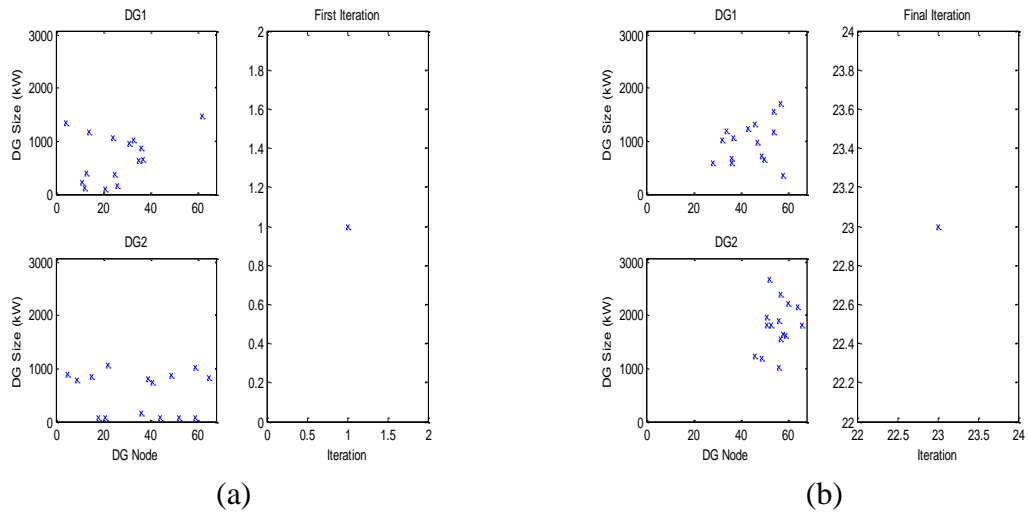 DG1
First Iteration
3000
2000
1000
0
DG Size (kW)
0 20 40 60
DG2
3000
2000
1000
0
DG Size (kW)
0 20 40 60
DG Node
2
1.8
1.6
1.4
1.2
1
0.8
0.6
0.4
0.2
0
0 0.5 1 1.5 2
Iteration
(a)
DG1
Final Iteration
3000
2000
1000
0
DG Size (kW)
0 20 40 60
DG2
3000
2000
1000
0
DG Size (kW)
0 20 40 60
DG Node
24
23.8
23.6
23.4
23.2
23
22.8
22.6
22.4
22.2
22
22 22.5 23 23.5 24
Iteration
(b)